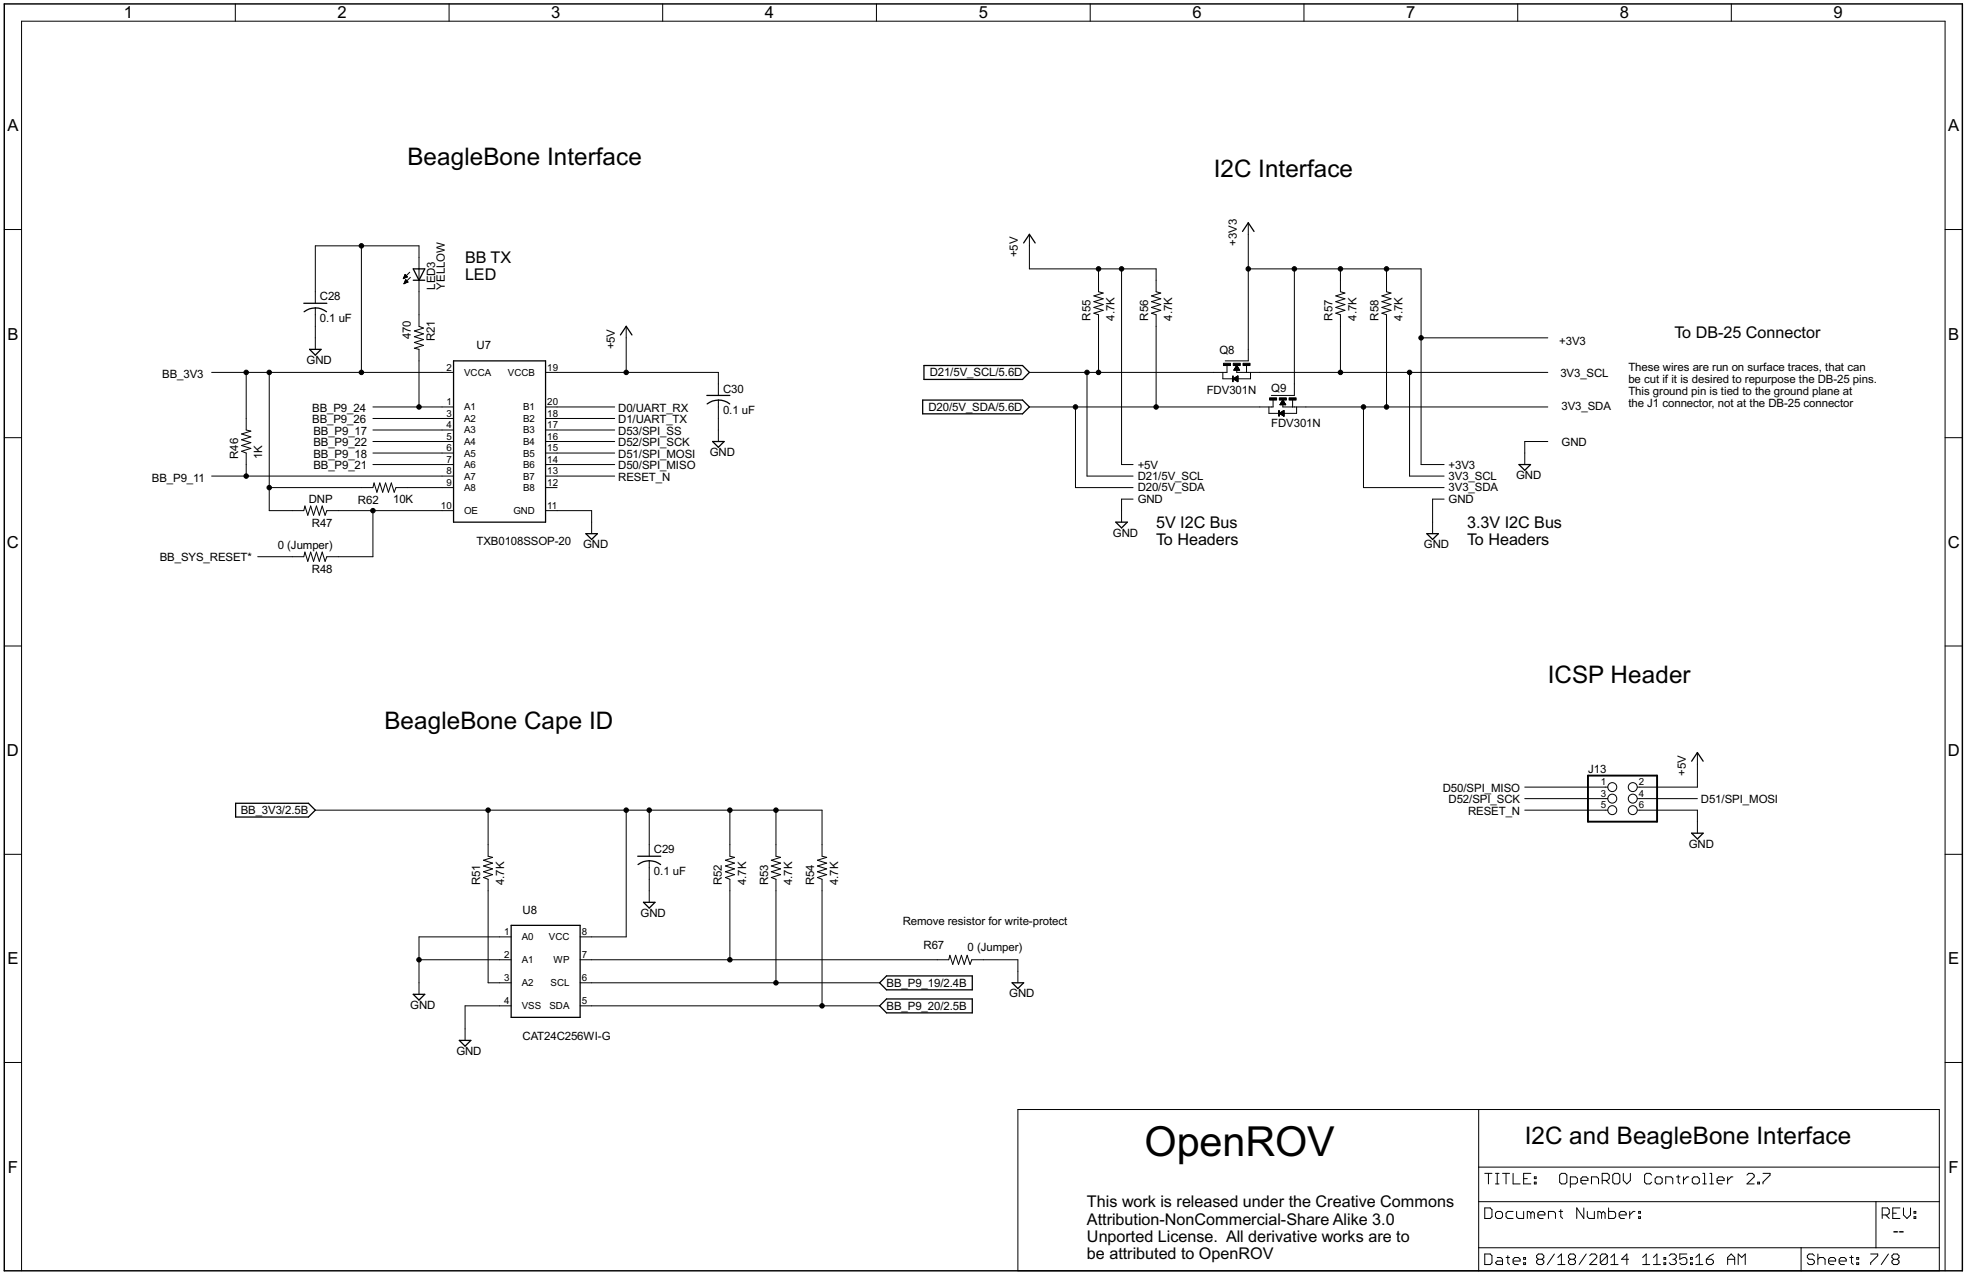 1 2 3 4 5 6 7 8 9
A A
B B
C C
D D
E E
F F
BeagleBone Interface
BB TX
LED
LED3
YELLOW
C28
0.1 uF
GND
470
R21
U7
+5V
BB_3V3
2 VCCA VCCB 19
C30
0.1 uF
GND
BB_P9_24 1 A1 B1 20 D0/UART_RX
BB_P9_26 3 A2 B2 18 D1/UART_TX
BB_P9_17 4 A3 B3 17 D53/SPI_SS
BB_P9_22 5 A4 B4 16 D52/SPI_SCK
BB_P9_18 6 A5 B5 15 D51/SPI_MOSI
BB_P9_21 7 A6 B6 14 D50/SPI_MISO
BB_P9_11 8 A7 B7 13 RESET_N
9 A8 B8 12
10 OE GND 11
R46
1K
R62 10K
DNP
R47
0 (Jumper)
BB_SYS_RESET*
R48
TXB0108SSOP-20
GND
I2C Interface
+5V
+3V3
R55
4.7K
R56
4.7K
R57
4.7K
R58
4.7K
Q8
FDV301N
Q9
FDV301N
D21/5V_SCL/5.6D
D20/5V_SDA/5.6D
+3V3
3V3_SCL
3V3_SDA
GND
GND
To DB-25 Connector
These wires are run on surface traces, that can
be cut if it is desired to repurpose the DB-25 pins.
This ground pin is tied to the ground plane at
the J1 connector, not at the DB-25 connector
+5V
D21/5V_SCL
D20/5V_SDA
GND
GND
5V I2C Bus
To Headers
+3V3
3V3_SCL
3V3_SDA
GND
GND
3.3V I2C Bus
To Headers
BeagleBone Cape ID
BB_3V3/2.5B
R51
4.7K
C29
0.1 uF
GND
R52
4.7K
R53
4.7K
R54
4.7K
U8
1 A0 VCC 8
2 A1 WP 7
3 A2 SCL 6
4 VSS SDA 5
CAT24C256WI-G
GND
GND
Remove resistor for write-protect
R67 0 (Jumper)
GND
BB_P9_19/2.4B
BB_P9_20/2.5B
ICSP Header
J13
+5V
D50/SPI_MISO 1 2
D52/SPI_SCK 3 4 D51/SPI_MOSI
RESET_N 5 6
GND
OpenROV
This work is released under the Creative Commons
Attribution-NonCommercial-Share Alike 3.0
Unported License. All derivative works are to
be attributed to OpenROV
I2C and BeagleBone Interface
TITLE: OpenROV Controller 2.7
Document Number:
REV:
--
Date: 8/18/2014 11:35:16 AM
Sheet: 7/8